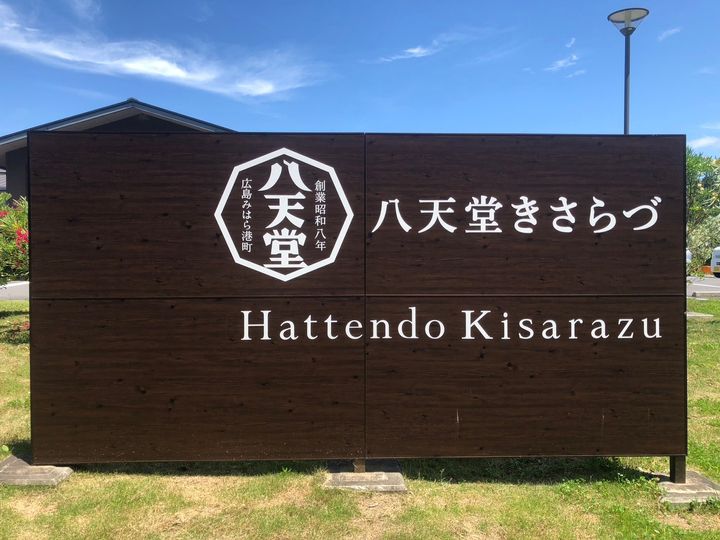 創業昭和八年
八天堂
広島みはら港町
八天堂きさらづ
Hattendo Kisarazu